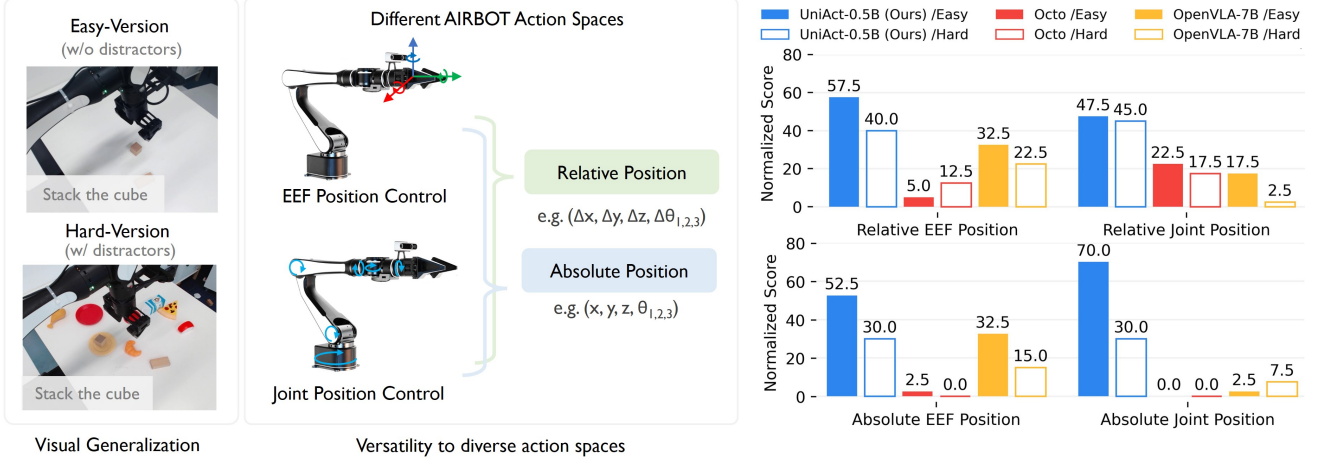 Easy-Version
(w/o distractors)
Stack the cube
Hard-Version
(w/ distractors)
Stack the cube
Visual Generalization
Different AIRBOT Action Spaces
EEF Position Control
Joint Position Control
Relative Position
e.g. (Δx, Δy, Δz, Δθ1,2,3)
Absolute Position
e.g. (x, y, z, θ1,2,3)
Versatility to diverse action spaces
UniAct-0.5B (Ours) /Easy
Octo /Easy
OpenVLA-7B /Easy
UniAct-0.5B (Ours) /Hard
Octo /Hard
OpenVLA-7B /Hard
Normalized Score
80
60
40
20
0
57.5
40.0
5.0
12.5
32.5
22.5
47.5
45.0
22.5
17.5
17.5
2.5
Relative EEF Position
Relative Joint Position
Normalized Score
80
60
40
20
0
52.5
30.0
2.5
0.0
32.5
15.0
70.0
30.0
0.0
0.0
2.5
7.5
Absolute EEF Position
Absolute Joint Position